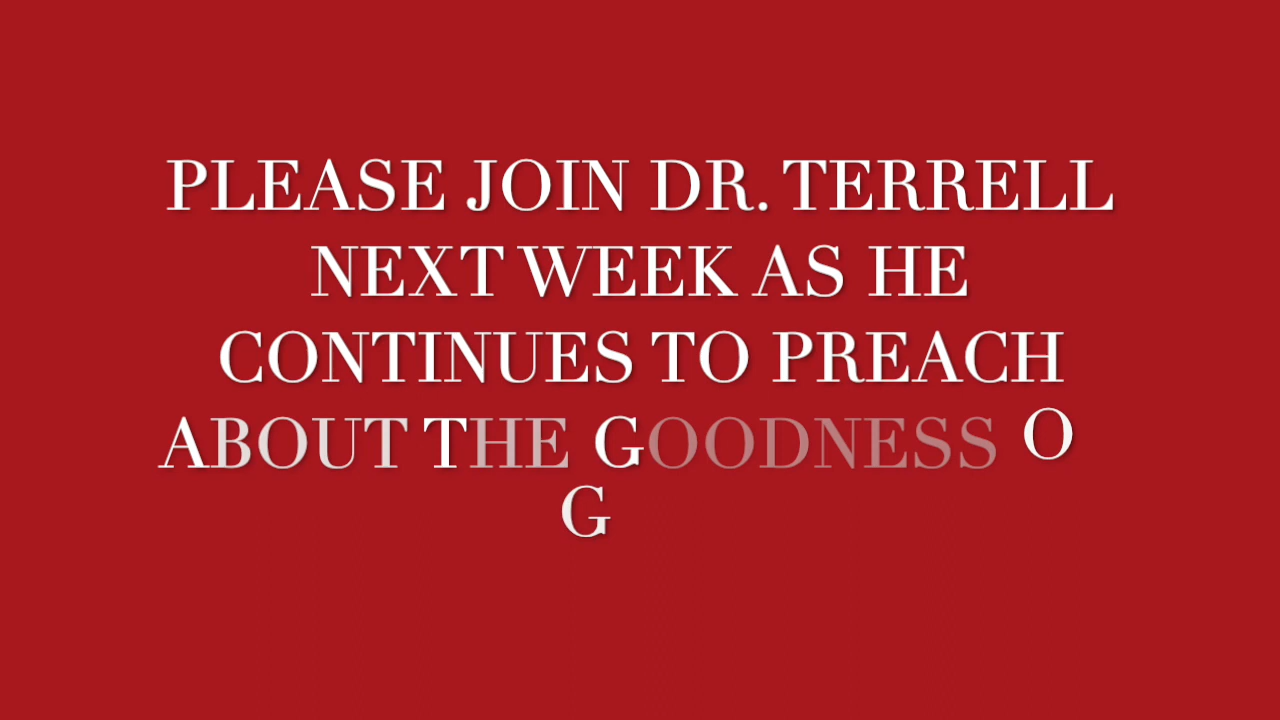 PLEASE JOIN DR. TERRELL
NEXT WEEK AS HE
CONTINUES TO PREACH
ABOUT THE GOODNESS O
G